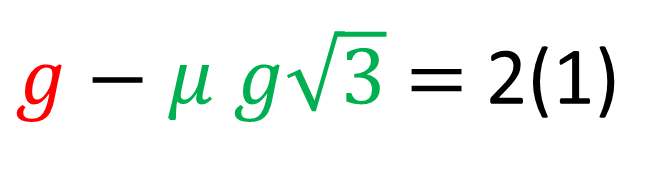 g − μ g√3 = 2(1)